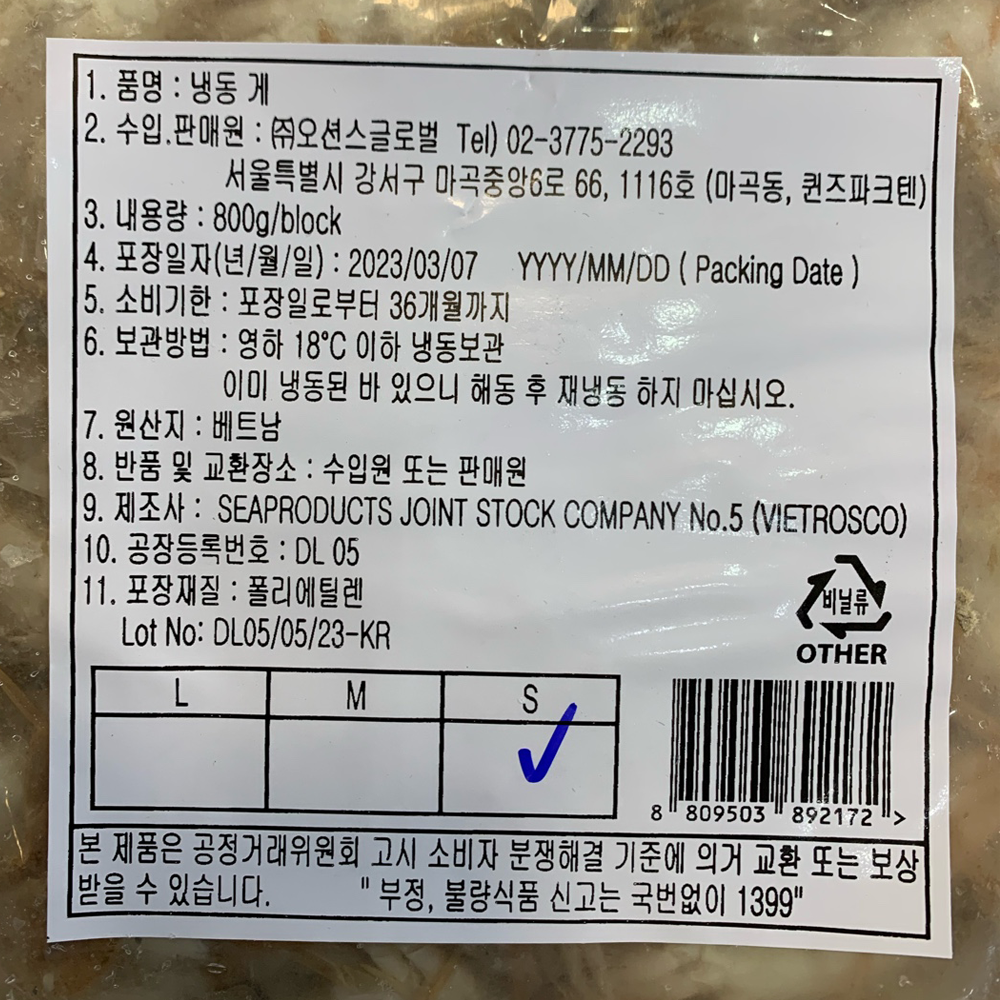 1. 품명 : 냉동 게
2. 수입.판매원 : ㈜오션스글로벌 Tel) 02-3775-2293
서울특별시 강서구 마곡중앙6로 66, 1116호 (마곡동, 퀸즈파크텐)
3. 내용량 : 800g/block
4. 포장일자(년/월/일) : 2023/03/07 YYYY/MM/DD ( Packing Date )
5. 소비기한 : 포장일로부터 36개월까지
6. 보관방법 : 영하 18°C 이하 냉동보관
이미 냉동된 바 있으니 해동 후 재냉동 하지 마십시오.
7. 원산지 : 베트남
8. 반품 및 교환장소 : 수입원 또는 판매원
9. 제조사 : SEAPRODUCTS JOINT STOCK COMPANY No.5 (VIETROSCO)
10. 공장등록번호 : DL 05
11. 포장재질 : 폴리에틸렌
Lot No: DL05/05/23-KR
비닐류
OTHER
L M S
8 809503 892172 >
본 제품은 공정거래위원회 고시 소비자 분쟁해결 기준에 의거 교환 또는 보상
받을 수 있습니다. " 부정, 불량식품 신고는 국번없이 1399"